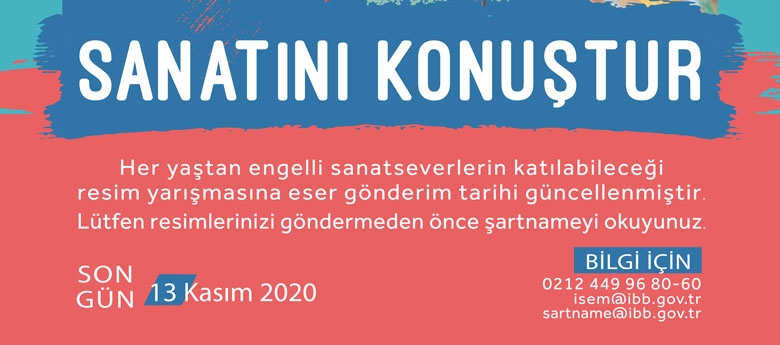 SANATINI KONUŞTUR
Her yaştan engelli sanatseverlerin katılabileceği
resim yarışmasına eser gönderim tarihi güncellenmiştir.
Lütfen resimlerinizi göndermeden önce şartnameyi okuyunuz.
SON
GÜN
13 Kasım 2020
BİLGİ İÇİN
0212 449 96 80-60
isem@ibb.gov.tr
sartname@ibb.gov.tr